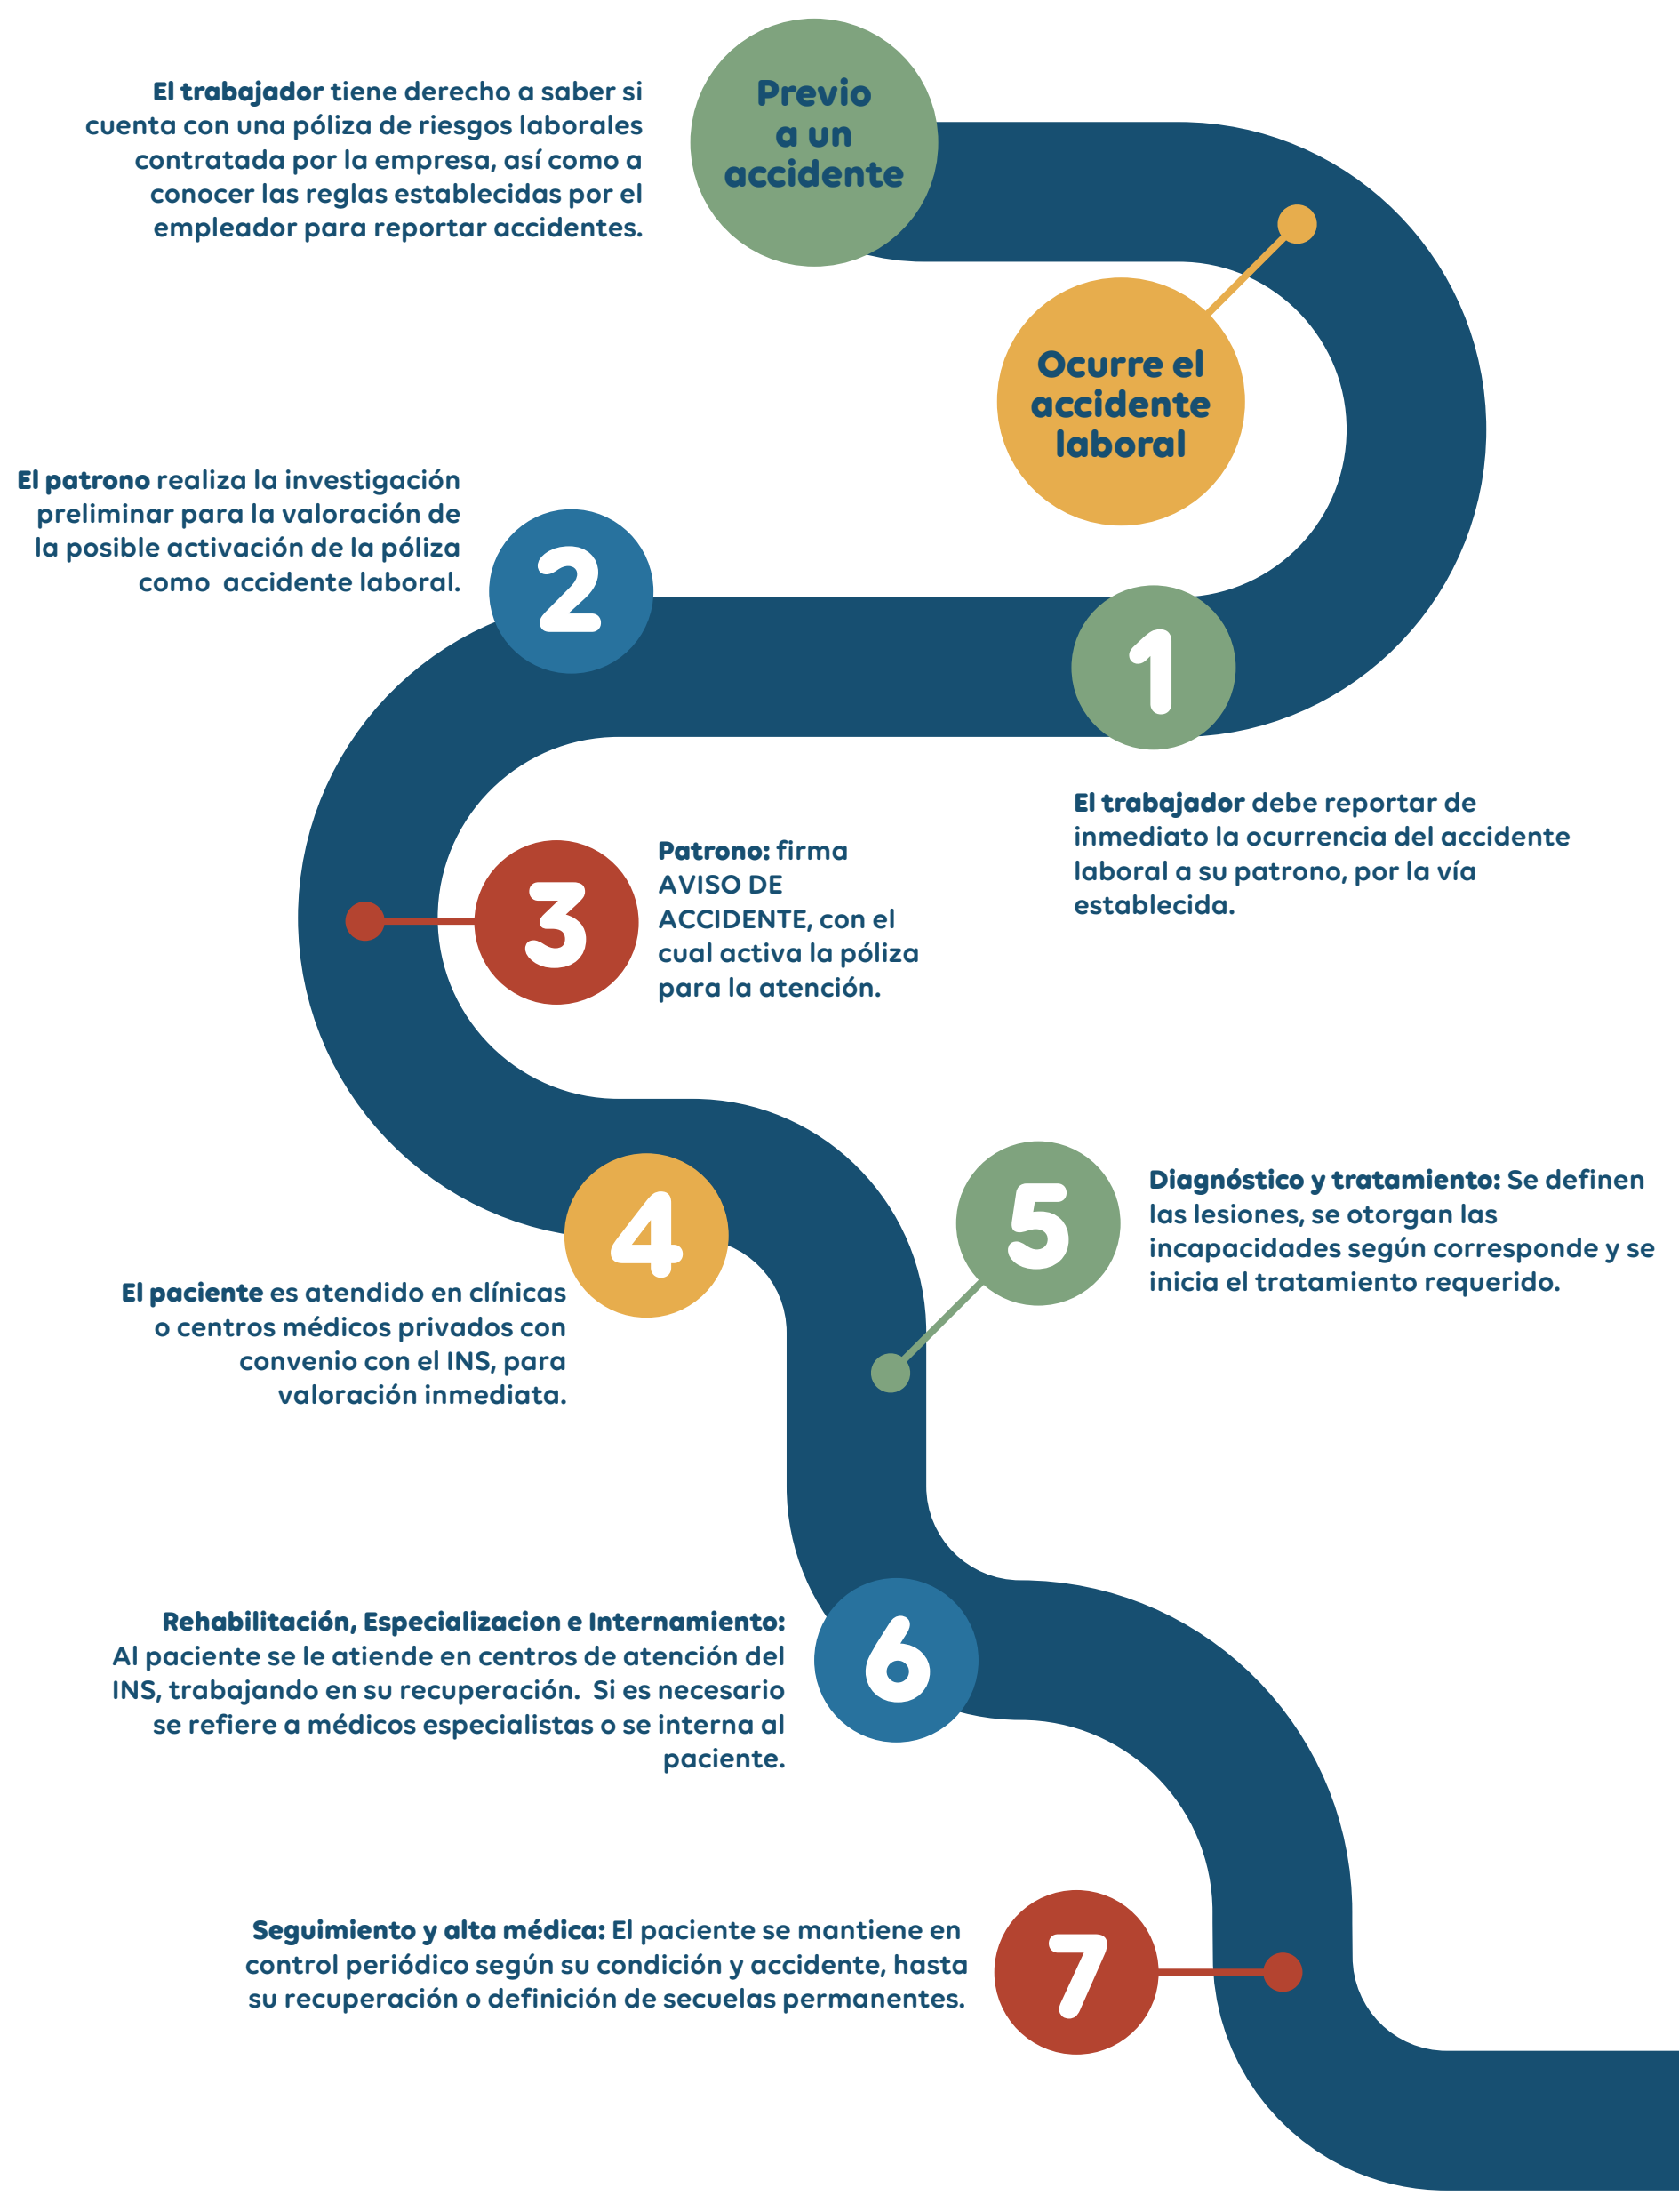 Previo
a un
accidente
El trabajador tiene derecho a saber si
cuenta con una póliza de riesgos laborales
contratada por la empresa, así como a
conocer las reglas establecidas por el
empleador para reportar accidentes.
Ocurre el
accidente
laboral
1
El trabajador debe reportar de
inmediato la ocurrencia del accidente
laboral a su patrono, por la vía
establecida.
2
El patrono realiza la investigación
preliminar para la valoración de
la posible activación de la póliza
como  accidente laboral.
3
Patrono: firma
AVISO DE
ACCIDENTE, con el
cual activa la póliza
para la atención.
4
El paciente es atendido en clínicas
o centros médicos privados con
convenio con el INS, para
valoración inmediata.
5
Diagnóstico y tratamiento: Se definen
las lesiones, se otorgan las
incapacidades según corresponde y se
inicia el tratamiento requerido.
6
Rehabilitación, Especializacion e Internamiento:
Al paciente se le atiende en centros de atención del
INS, trabajando en su recuperación.  Si es necesario
se refiere a médicos especialistas o se interna al
paciente.
7
Seguimiento y alta médica: El paciente se mantiene en
control periódico según su condición y accidente, hasta
su recuperación o definición de secuelas permanentes.